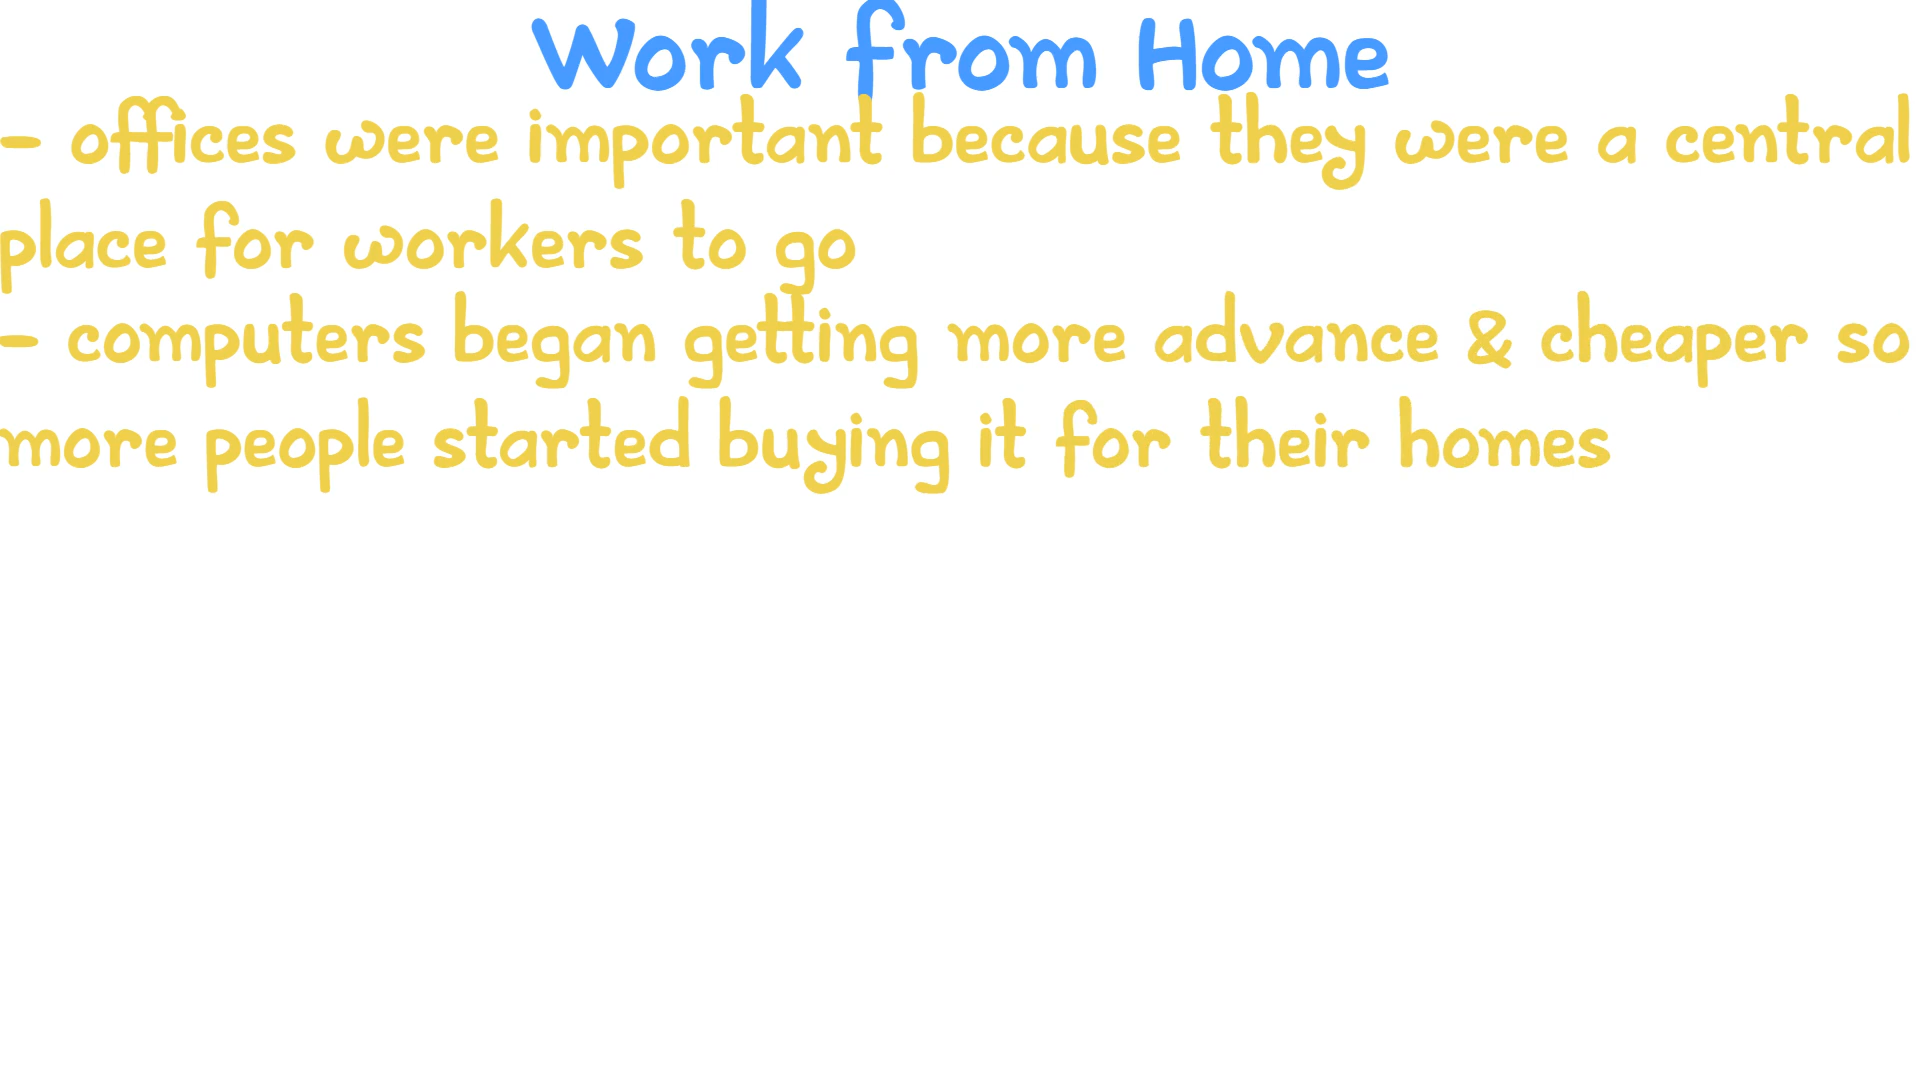 Work from Home
- offices were important because they were a central
place for workers to go
- computers began getting more advance & cheaper so
more people started buying it for their homes